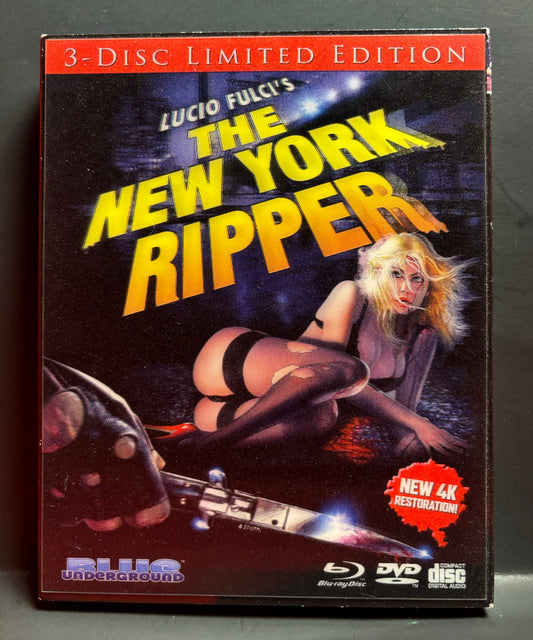 3-DISC LIMITED EDITION
LUCIO FULCI'S
THE
NEW YORK
RIPPER
NEW 4K
RESTORATION!
BLUE
UNDERGROUND
Blu-ray Disc
DVD
TM
COMPACT
disc
DIGITAL AUDIO